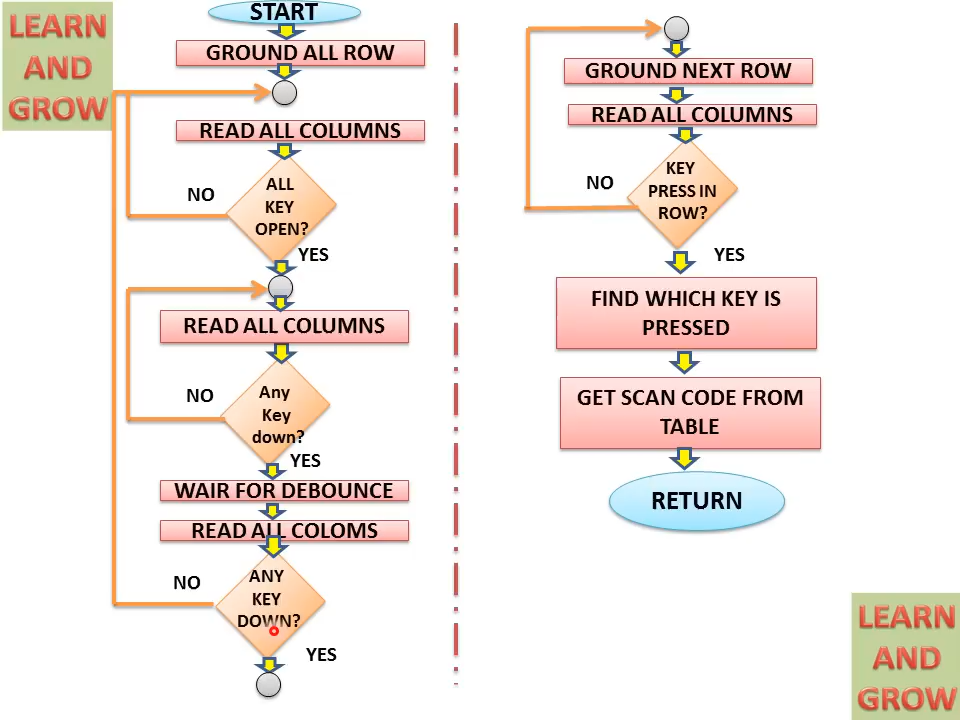 LEARN
AND
GROW
START
GROUND ALL ROW
READ ALL COLUMNS
ALL
KEY
OPEN?
NO
YES
READ ALL COLUMNS
Any
Key
down?
NO
YES
WAIR FOR DEBOUNCE
READ ALL COLOMS
ANY
KEY
DOWN?
NO
YES
GROUND NEXT ROW
READ ALL COLUMNS
KEY
PRESS IN
ROW?
NO
YES
FIND WHICH KEY IS
PRESSED
GET SCAN CODE FROM
TABLE
RETURN
LEARN
AND
GROW